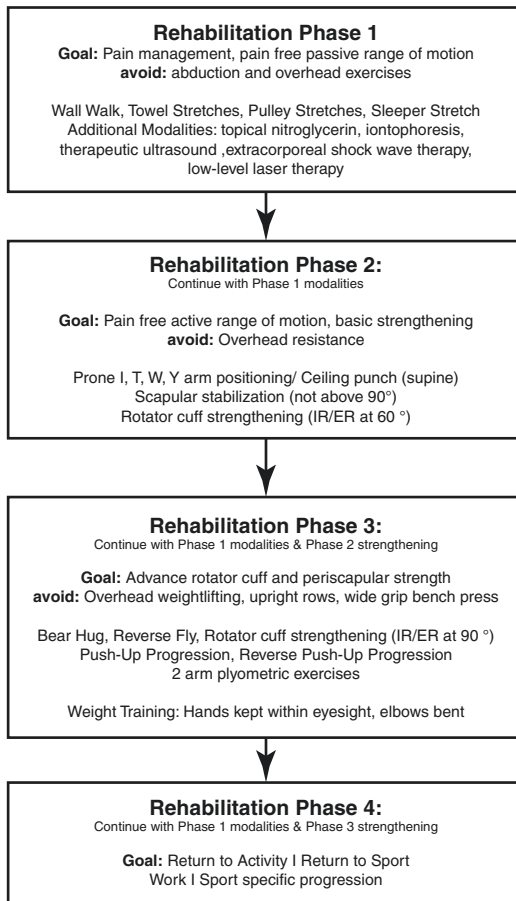 Rehabilitation Phase 1
Goal: Pain management, pain free passive range of motion
avoid: abduction and overhead exercises
Wall Walk, Towel Stretches, Pulley Stretches, Sleeper Stretch
Additional Modalities: topical nitroglycerin, iontophoresis,
therapeutic ultrasound ,extracorporeal shock wave therapy,
low-level laser therapy
Rehabilitation Phase 2:
Continue with Phase 1 modalities
Goal: Pain free active range of motion, basic strengthening
avoid: Overhead resistance
Prone I, T, W, Y arm positioning/ Ceiling punch (supine)
Scapular stabilization (not above 90°)
Rotator cuff strengthening (IR/ER at 60 °)
Rehabilitation Phase 3:
Continue with Phase 1 modalities & Phase 2 strengthening
Goal: Advance rotator cuff and periscapular strength
avoid: Overhead weightlifting, upright rows, wide grip bench press
Bear Hug, Reverse Fly, Rotator cuff strengthening (IR/ER at 90 °)
Push-Up Progression, Reverse Push-Up Progression
2 arm plyometric exercises
Weight Training: Hands kept within eyesight, elbows bent
Rehabilitation Phase 4:
Continue with Phase 1 modalities & Phase 3 strengthening
Goal: Return to Activity I Return to Sport
Work I Sport specific progression